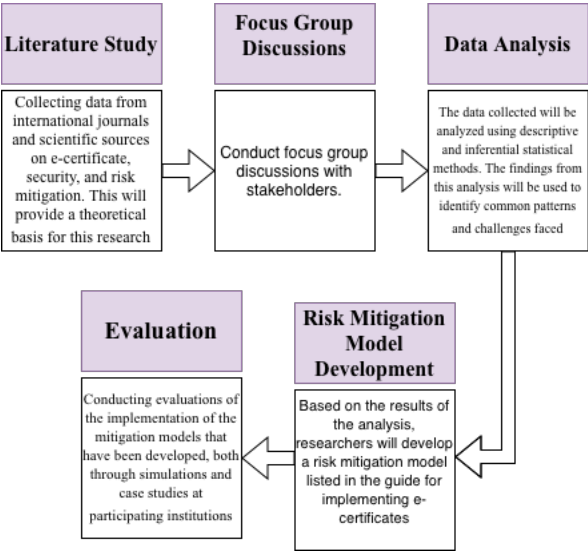 Literature Study
Collecting data from
international journals
and scientific sources
on e-certificate,
security, and risk
mitigation. This will
provide a theoretical
basis for this research
Focus Group
Discussions
Conduct focus group
discussions with
stakeholders.
Data Analysis
The data collected will be
analyzed using descriptive
and inferential statistical
methods. The findings from
this analysis will be used to
identify common patterns
and challenges faced
Risk Mitigation
Model
Development
Based on the results of
the analysis,
researchers will develop
a risk mitigation model
listed in the guide for
implementing e-
certificates
Evaluation
Conducting evaluations of
the implementation of the
mitigation models that
have been developed, both
through simulations and
case studies at
participating institutions